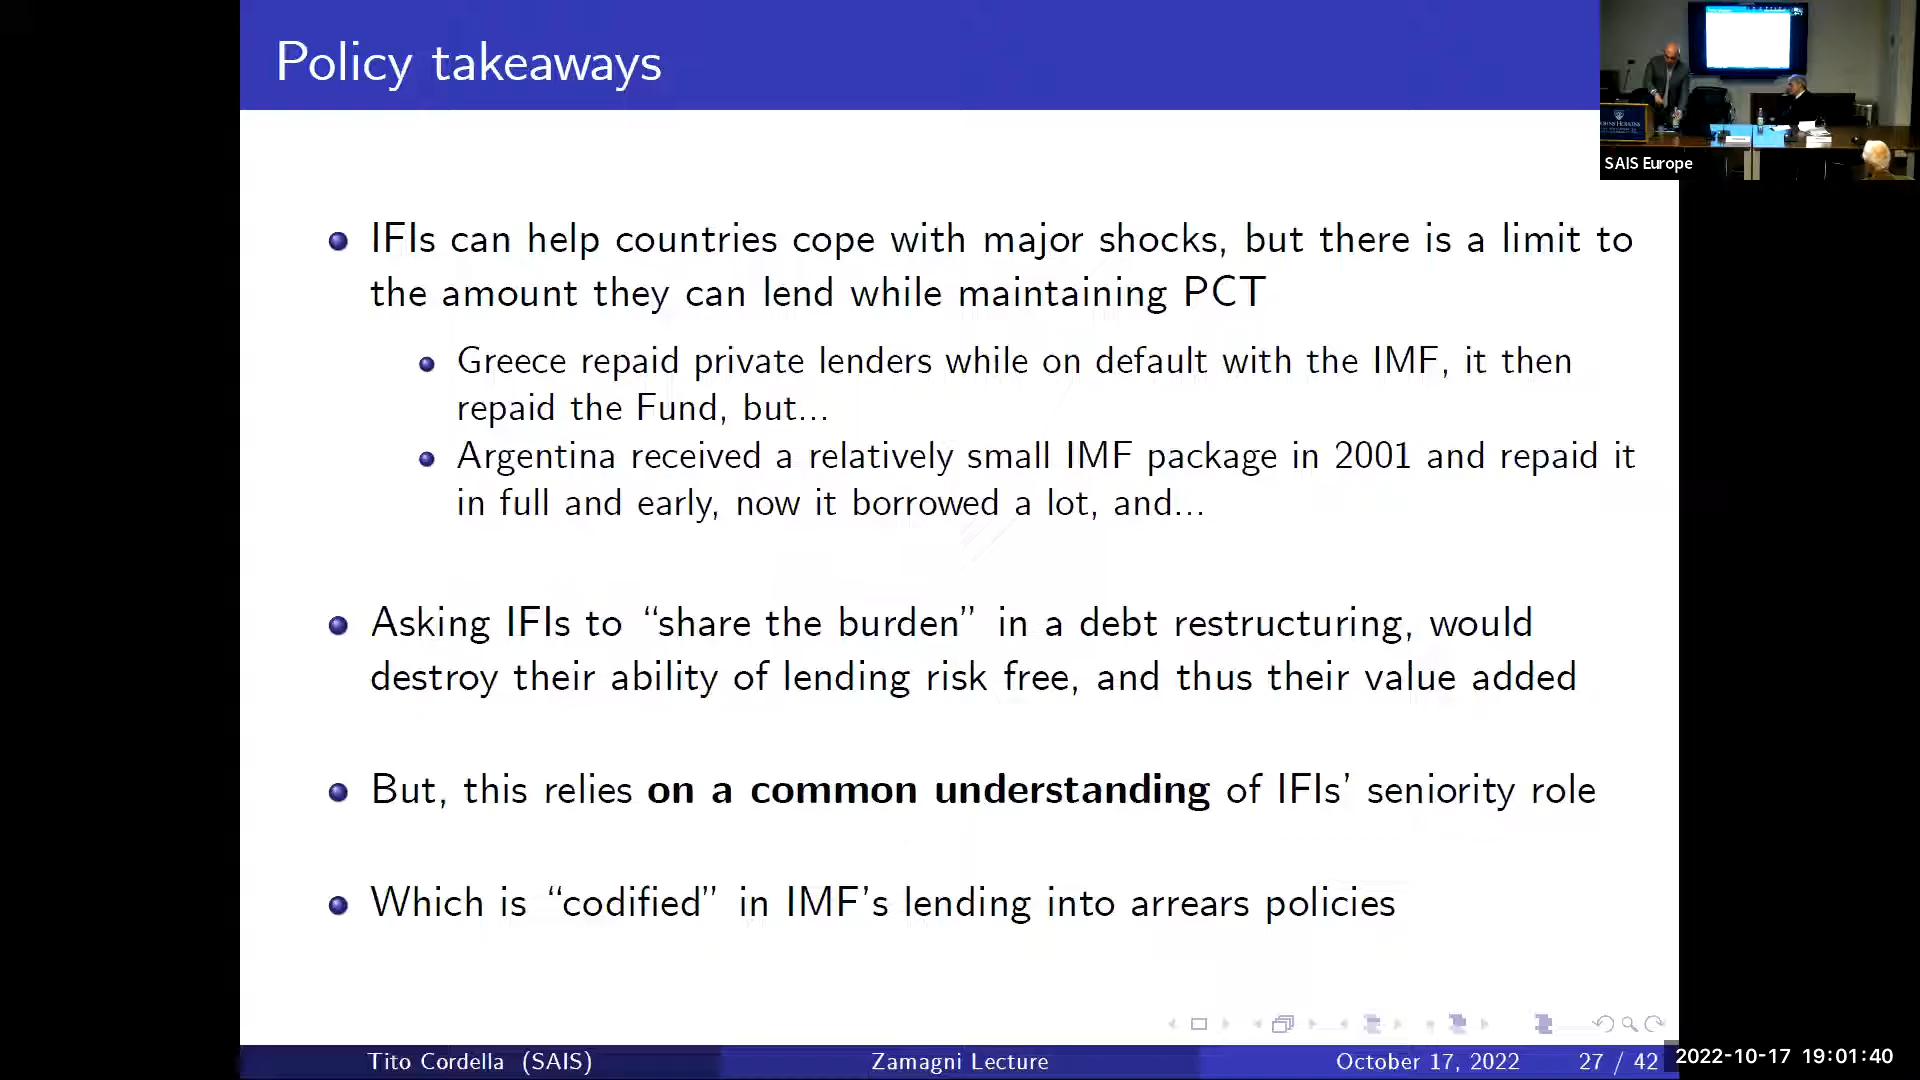 Policy takeaways
SAIS Europe
IFIs can help countries cope with major shocks, but there is a limit to
the amount they can lend while maintaining PCT
Greece repaid private lenders while on default with the IMF, it then
repaid the Fund, but...
Argentina received a relatively small IMF package in 2001 and repaid it
in full and early, now it borrowed a lot, and...
Asking IFIs to “share the burden” in a debt restructuring, would
destroy their ability of lending risk free, and thus their value added
But, this relies on a common understanding of IFIs’ seniority role
Which is “codified” in IMF’s lending into arrears policies
Tito Cordella (SAIS) Zamagni Lecture October 17, 2022 27 / 42
2022-10-17 19:01:40